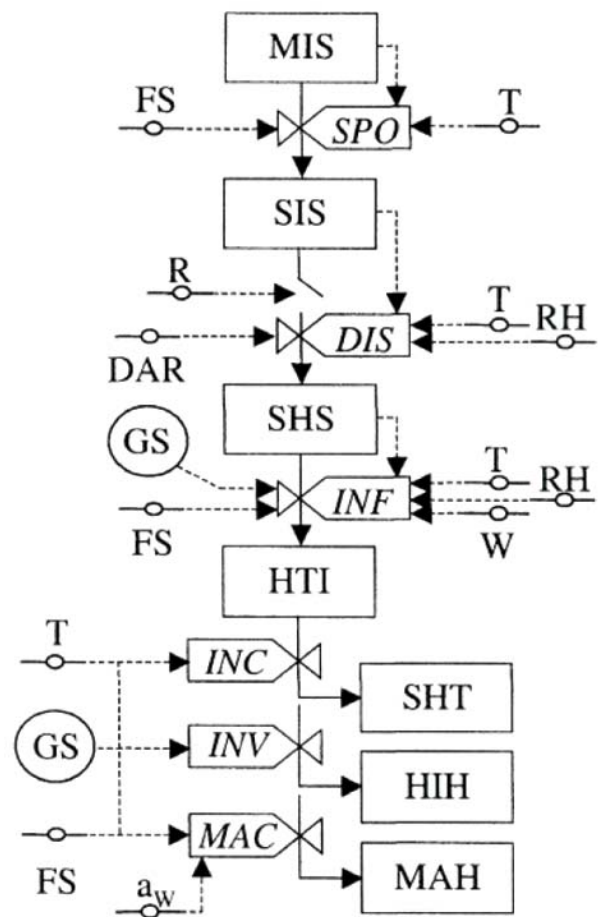 MIS
FS
SPO
T
SIS
R
T
RH
DAR
DIS
SHS
GS
T
RH
FS
INF
W
HTI
T
INC
SHT
GS
INV
HIH
FS
MAC
MAH
aw